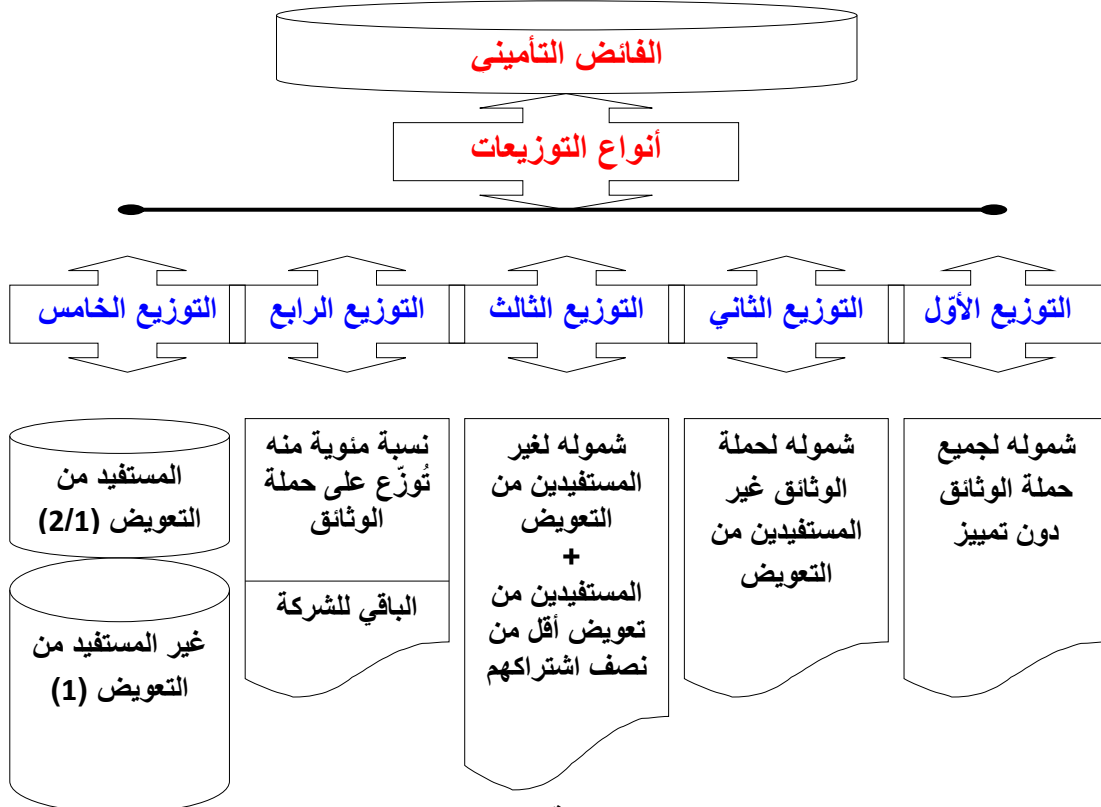 الفائض التأميني
أنواع التوزيعات
التوزيع الأوّل
التوزيع الثاني
التوزيع الثالث
التوزيع الرابع
التوزيع الخامس
شموله لجميع
حملة الوثائق
دون تمييز
شموله لحملة
الوثائق غير
المستفيدين من
التعويض
شموله لغير
المستفيدين من
التعويض
+
المستفيدين من
تعويض أقل من
نصف اشتراكهم
نسبة مئوية منه
تُوزّع على حملة
الوثائق
الباقي للشركة
المستفيد من
التعويض (2/1)
غير المستفيد من
التعويض (1)